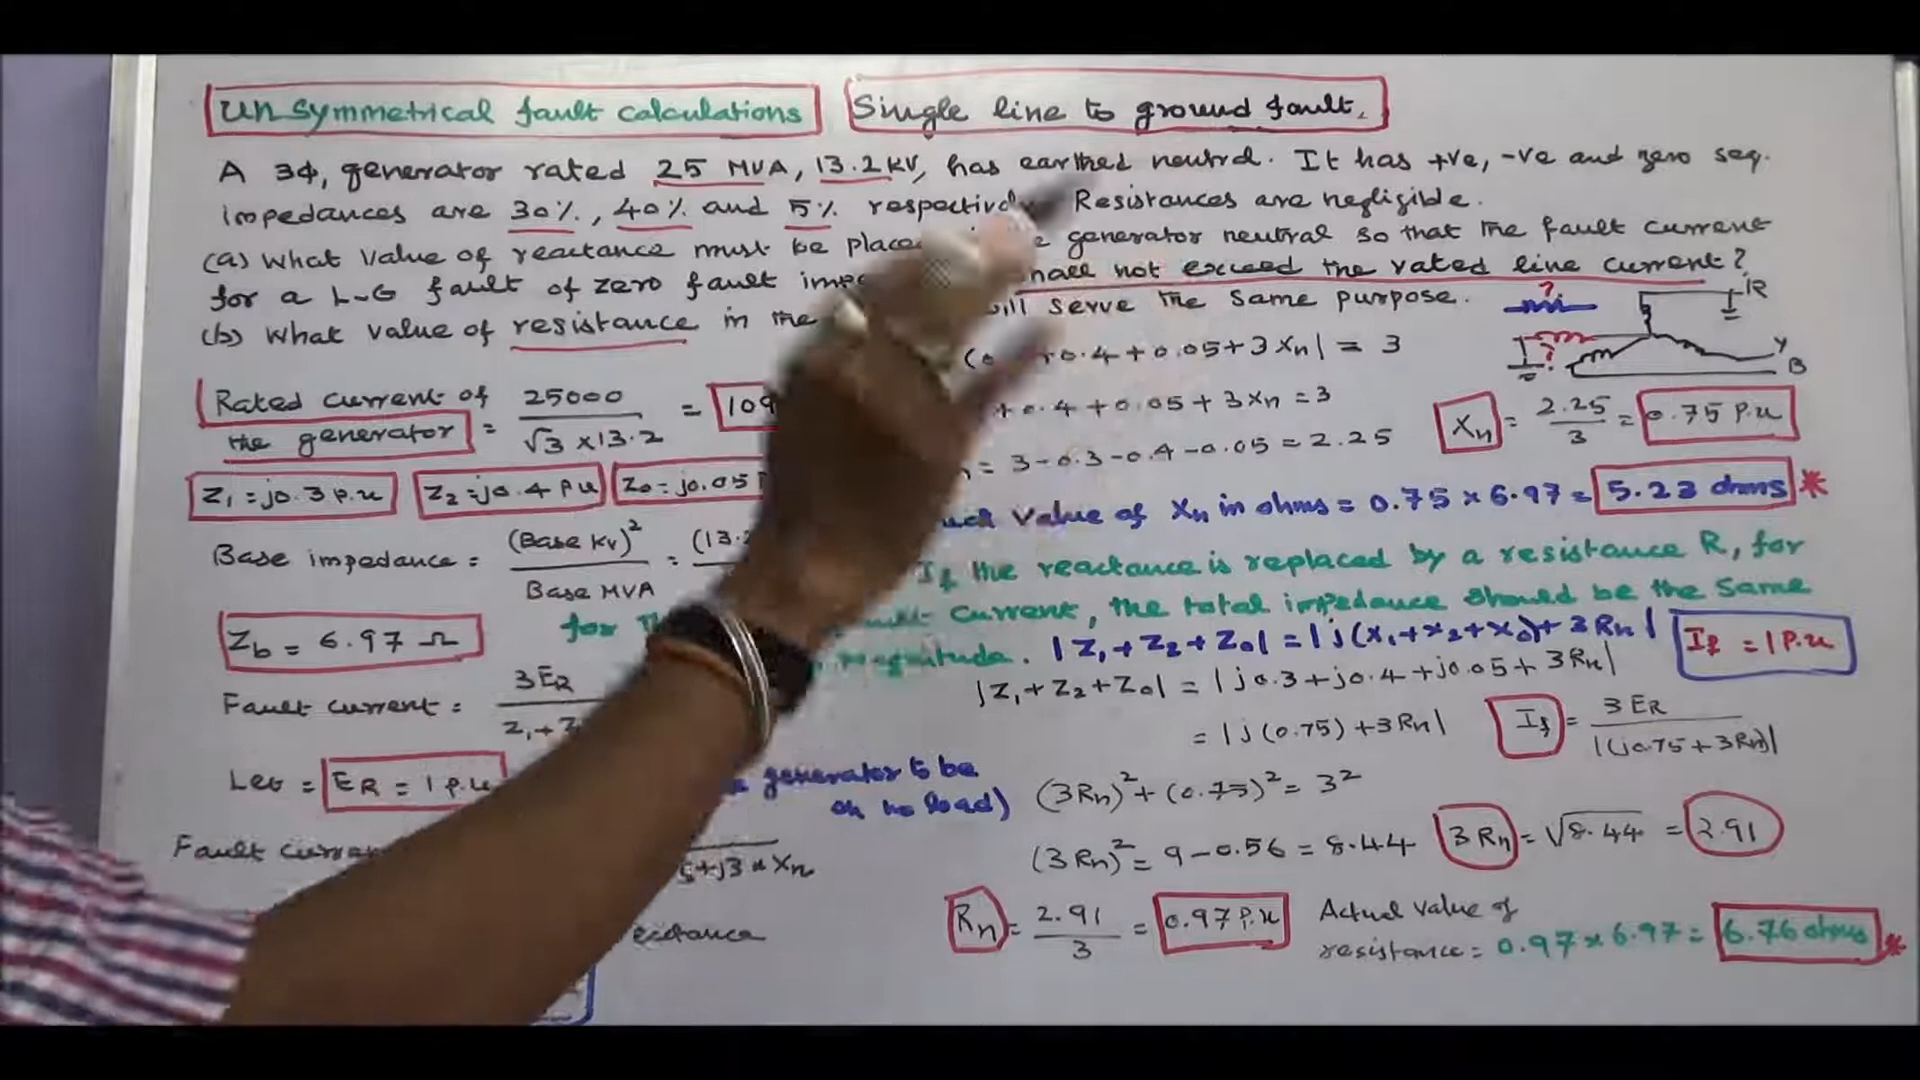 Un Symmetrical fault calculations
Single line to ground fault.
A 3Φ, generator rated 25 MVA, 13.2 KV, has earthed neutral. It has +ve, -ve and zero seq.
impedances are 30%, 40% and 5% respectively Resistances are negligible.
(a) What value of reactance must be generator neutral so that the fault current
for a L-G fault of zero fault not exceed the rated line current?
(b) What value of resistance in the serve the same purpose.
R
Y
B
? 
?
Rated current of the generator = 25000 / √3 × 13.2 =
Z1 = j0.3 p.u
Z2 = j0.4 pu
Z0 = j0.05
Base impedance = (Base KV)² / Base MVA =
Zb = 6.97 Ω
Fault current = 3ER /
Let = ER = 1 p.u
generator to be
on no load)
+j3*Xn
0.4 + 0.05 + 3Xn| = 3
+ 0.4 + 0.05 + 3Xn = 3
= 3 - 0.3 - 0.4 - 0.05 = 2.25
Xn = 2.25 / 3 = 0.75 P.u
value of Xn in ohms = 0.75 × 6.97 = 5.23 ohms *
If the reactance is replaced by a resistance R, for
for current, the total impedance should be the same
magnitude. |Z1+Z2+Z0| = |j(x1+x2+x0)+3Rn|
If = 1 P.u
|Z1+Z2+Z0| = |j0.3+j0.4+j0.05+3Rn|
= |j(0.75)+3Rn|
If = 3ER / |(j0.75+3Rn)|
(3Rn)² + (0.75)² = 3²
(3Rn)² = 9 - 0.56 = 8.44
3Rn = √8.44 = 2.91
Rn = 2.91 / 3 = 0.97 P.u
Actual value of
resistance = 0.97 × 6.97 = 6.76 ohms *